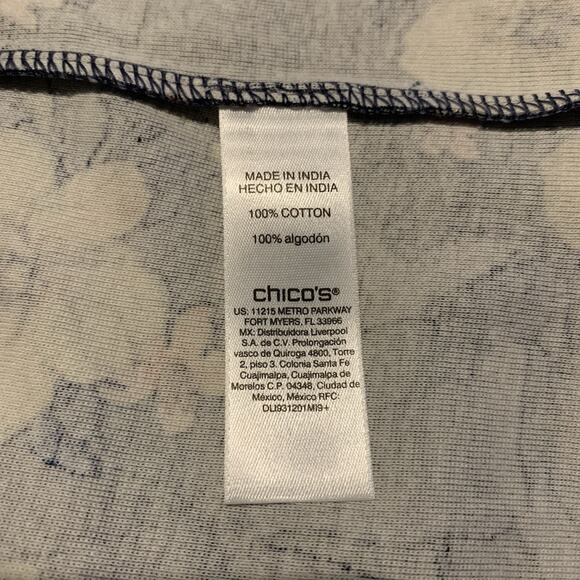 MADE IN INDIA
HECHO EN INDIA
100% COTTON
100% algodón
chico's®
US: 11215 METRO PARKWAY
FORT MYERS, FL 33966
MX: Distribuidora Liverpool
S.A. de C.V. Prolongación
vasco de Quiroga 4800, Torre
2, piso 3. Colonia Santa Fe
Cuajimalpa, Cuajimalpa de
Morelos C.P. 04348, Ciudad de
México, México RFC:
DLI931201MI9+